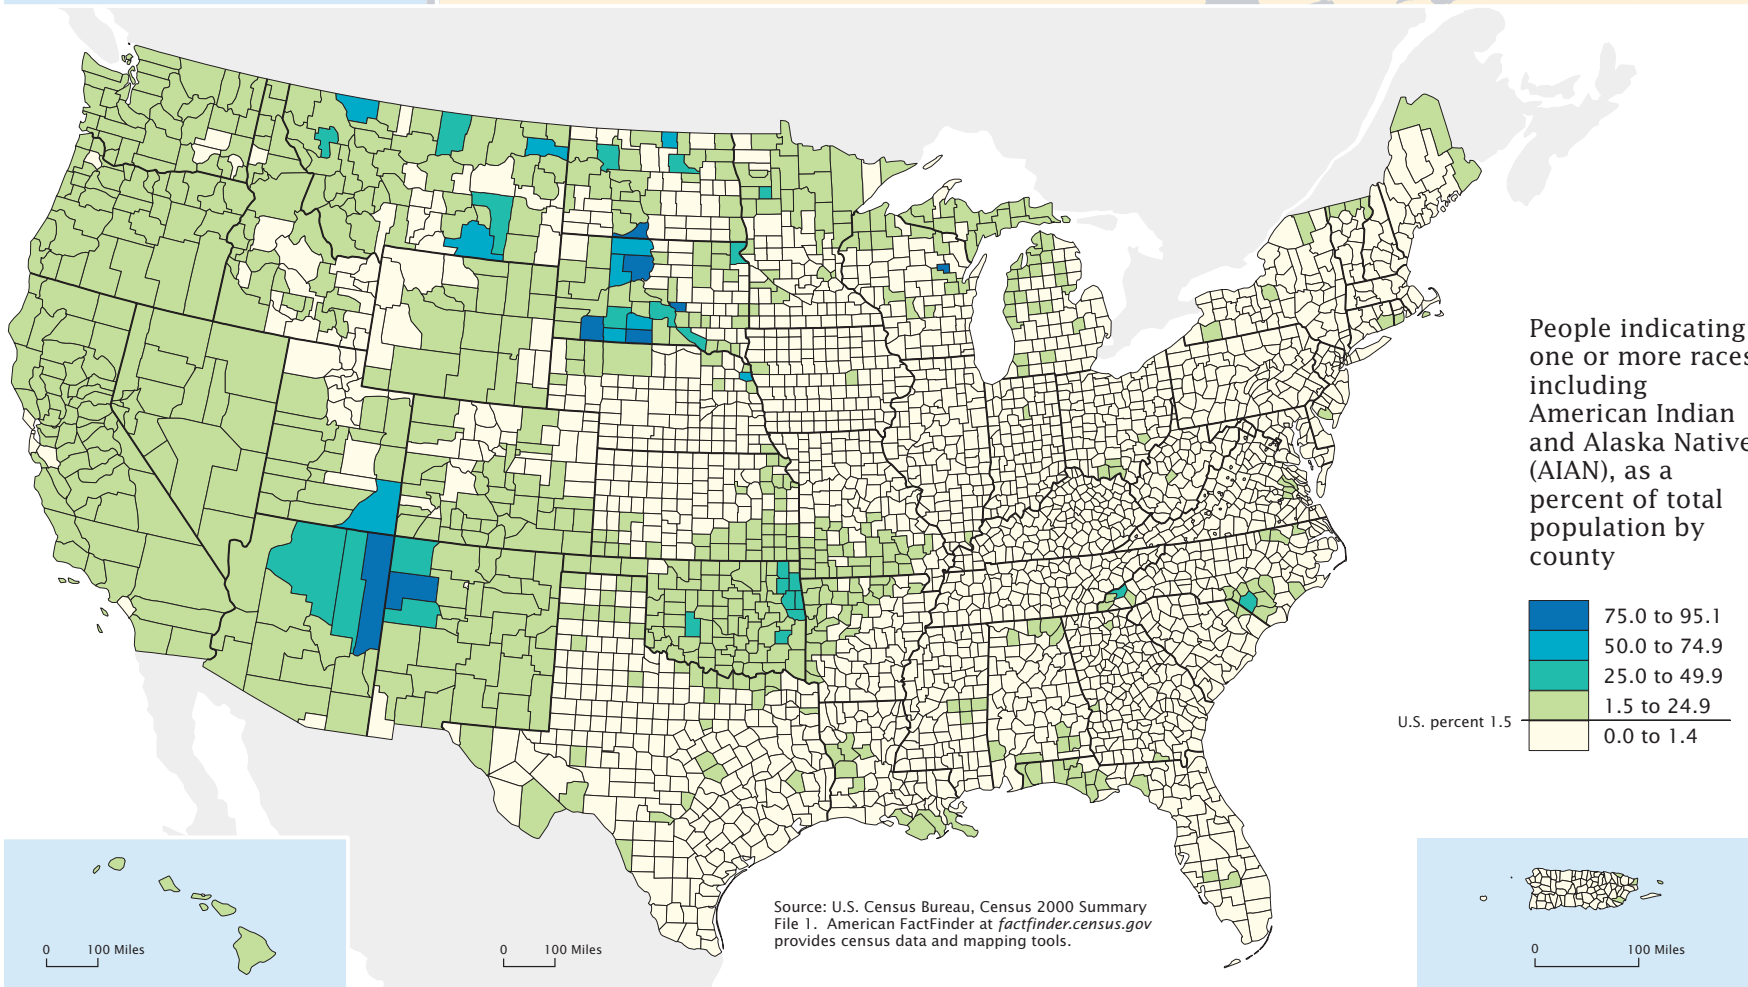 People indicating
one or more races
including
American Indian
and Alaska Native
(AIAN), as a
percent of total
population by
county
75.0 to 95.1
50.0 to 74.9
25.0 to 49.9
1.5 to 24.9
U.S. percent 1.5
0.0 to 1.4
Source: U.S. Census Bureau, Census 2000 Summary
File 1. American FactFinder at factfinder.census.gov
provides census data and mapping tools.
0 100 Miles
0 100 Miles
0 100 Miles